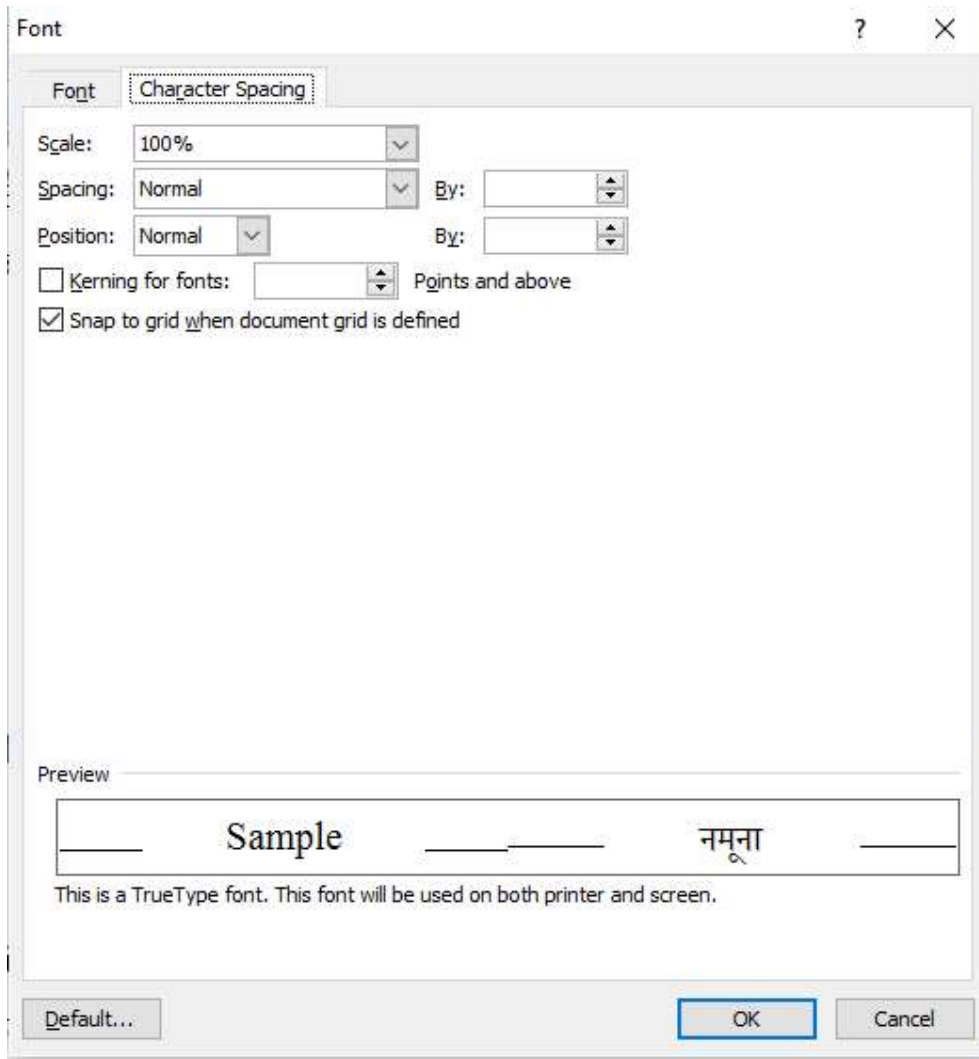 Font ?
Font Character Spacing
Scale: 100%
Spacing: Normal By:
Position: Normal By:
Kerning for fonts: Points and above
Snap to grid when document grid is defined
Preview
Sample नमूना
This is a TrueType font. This font will be used on both printer and screen.
Default... OK Cancel